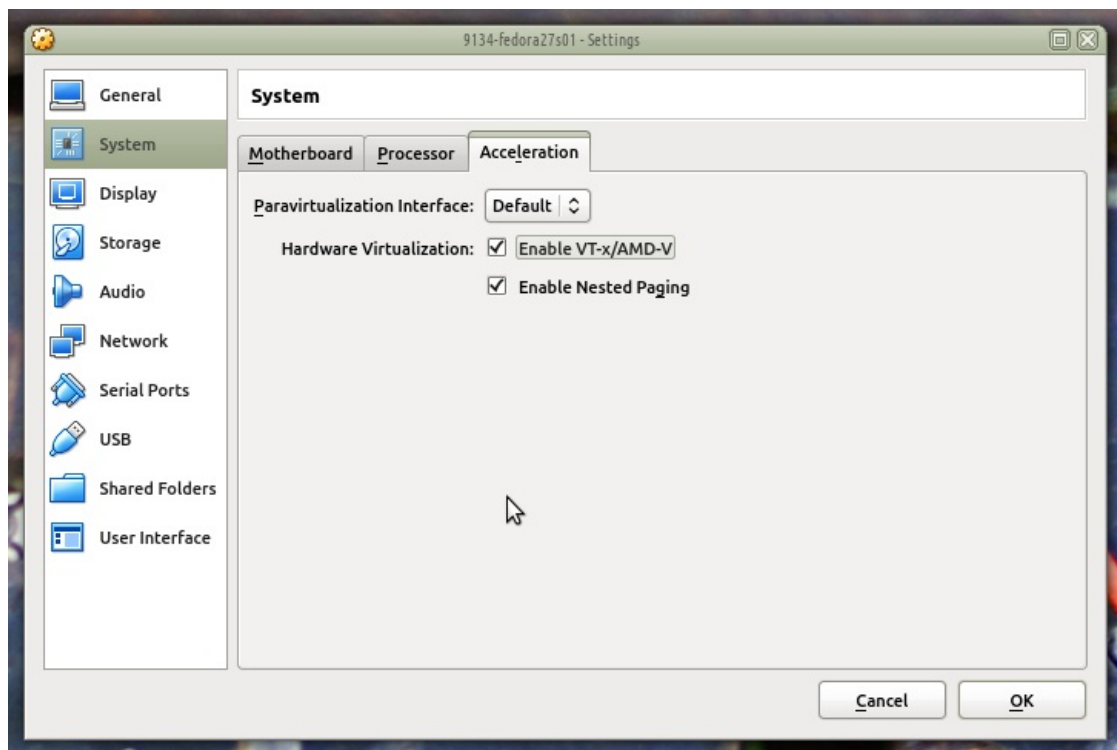 9134-fedora27s01 - Settings
General
System
Display
Storage
Audio
Network
Serial Ports
USB
Shared Folders
User Interface
System
Motherboard Processor Acceleration
Paravirtualization Interface: Default
Hardware Virtualization: Enable VT-x/AMD-V
Enable Nested Paging
Cancel OK